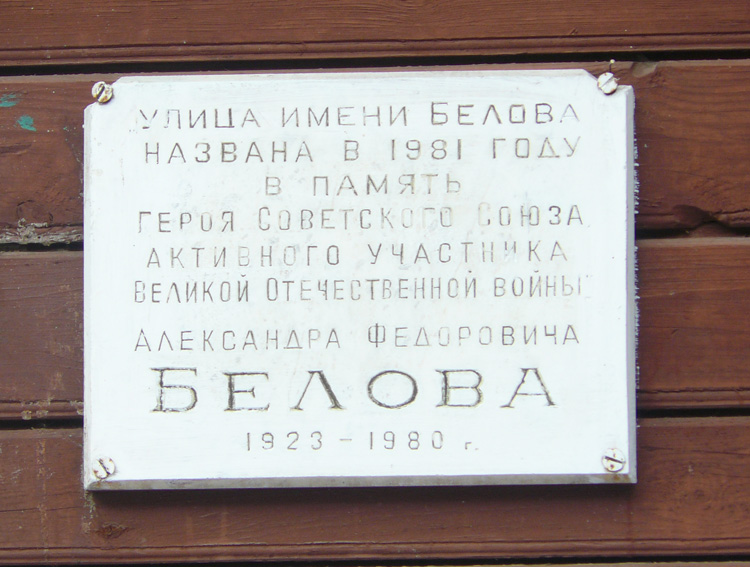 УЛИЦА ИМЕНИ БЕЛОВА
НАЗВАНА В 1981 ГОДУ
В ПАМЯТЬ
ГЕРОЯ СОВЕТСКОГО СОЮЗА
АКТИВНОГО УЧАСТНИКА
ВЕЛИКОЙ ОТЕЧЕСТВЕННОЙ ВОЙНЫ
АЛЕКСАНДРА ФЕДОРОВИЧА
БЕЛОВА
1923 – 1980 г.